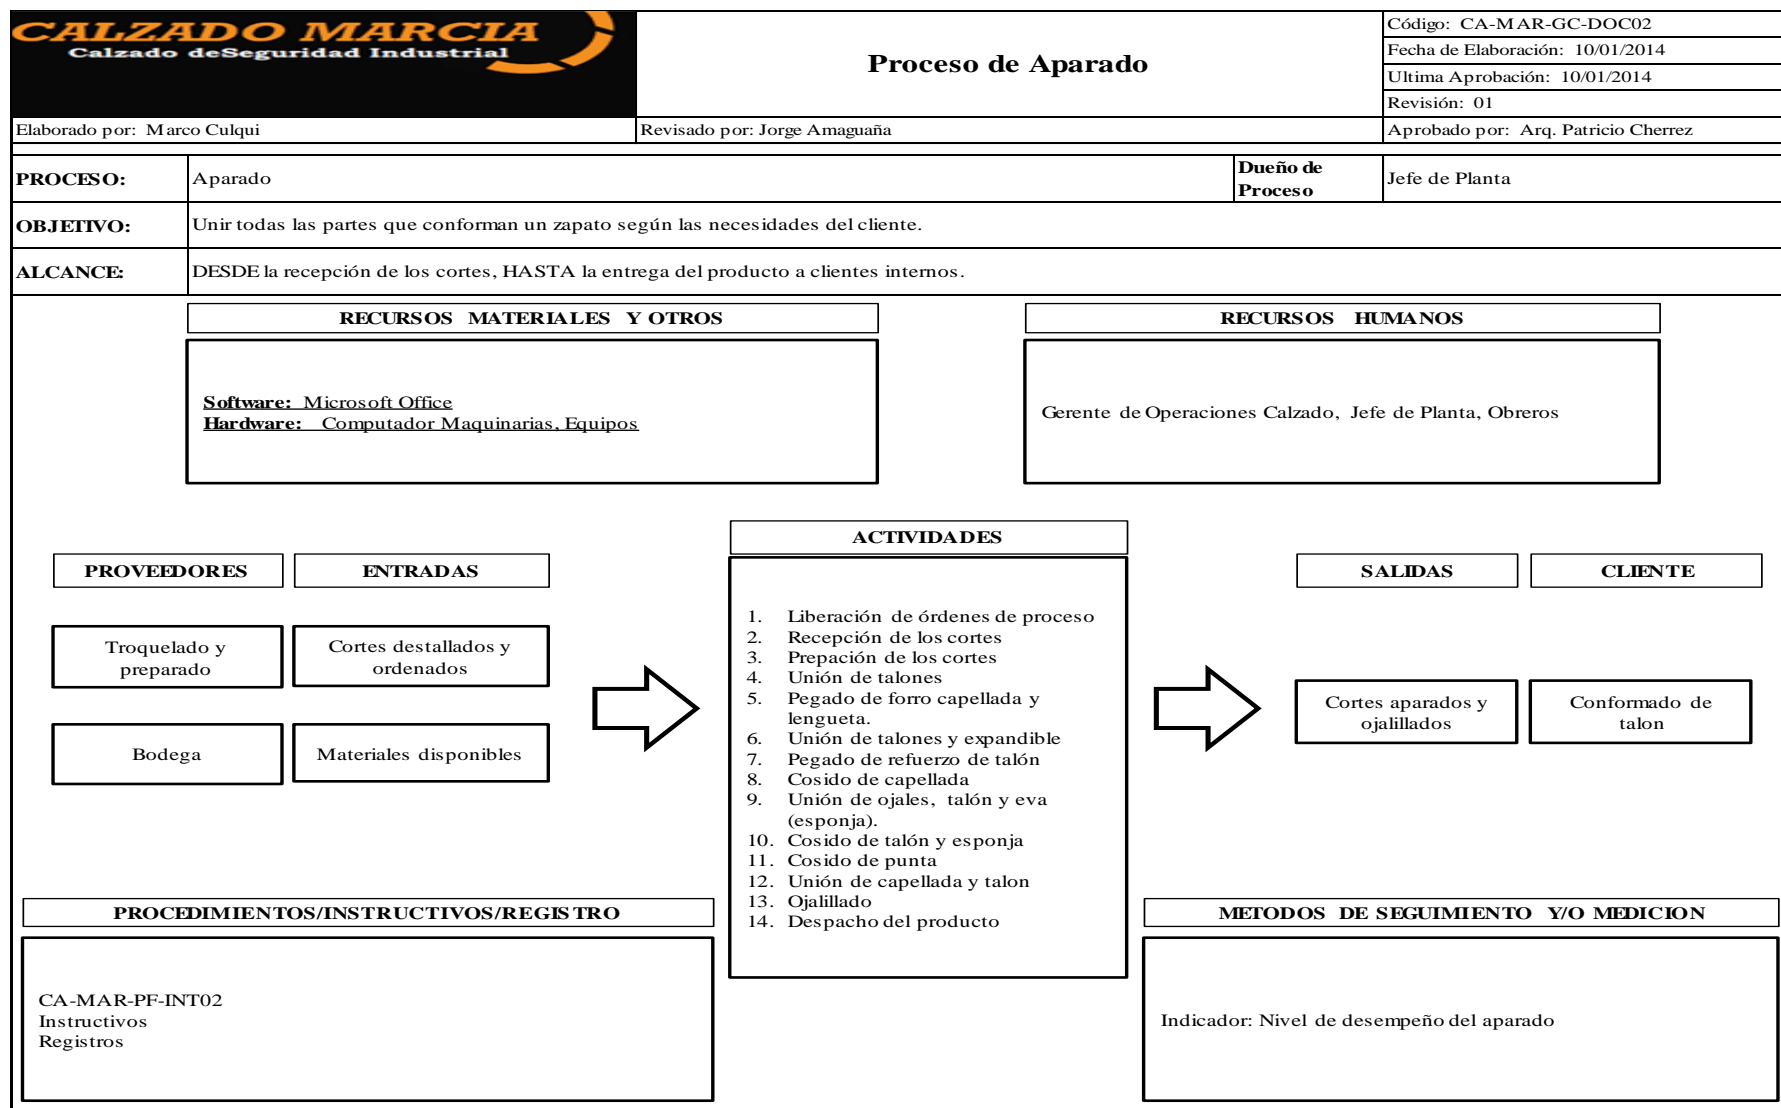 CALZADO MARCIA
Calzado deSeguridad Industrial
Proceso de Aparado
Código: CA-MAR-GC-DOC02
Fecha de Elaboración: 10/01/2014
Ultima Aprobación: 10/01/2014
Revisión: 01
Elaborado por: Marco Culqui
Revisado por: Jorge Amaguaña
Aprobado por: Arq. Patricio Cherrez
PROCESO:
Aparado
Dueño de
Proceso
Jefe de Planta
OBJETIVO:
Unir todas las partes que conforman un zapato según las necesidades del cliente.
ALCANCE:
DESDE la recepción de los cortes, HASTA la entrega del producto a clientes internos.
RECURSOS MATERIALES Y OTROS
Software: Microsoft Office
Hardware: Computador Maquinarias, Equipos
RECURSOS HUMANOS
Gerente de Operaciones Calzado, Jefe de Planta, Obreros
PROVEEDORES
ENTRADAS
Troquelado y
preparado
Cortes destallados y
ordenados
Bodega
Materiales disponibles
ACTIVIDADES
1. Liberación de órdenes de proceso
2. Recepción de los cortes
3. Prepación de los cortes
4. Unión de talones
5. Pegado de forro capellada y
lengueta.
6. Unión de talones y expandible
7. Pegado de refuerzo de talón
8. Cosido de capellada
9. Unión de ojales, talón y eva
(esponja).
10. Cosido de talón y esponja
11. Cosido de punta
12. Unión de capellada y talon
13. Ojalillado
14. Despacho del producto
SALIDAS
CLIENTE
Cortes aparados y
ojalillados
Conformado de
talon
PROCEDIMIENTOS/INSTRUCTIVOS/REGISTRO
CA-MAR-PF-INT02
Instructivos
Registros
METODOS DE SEGUIMIENTO Y/O MEDICION
Indicador: Nivel de desempeño del aparado